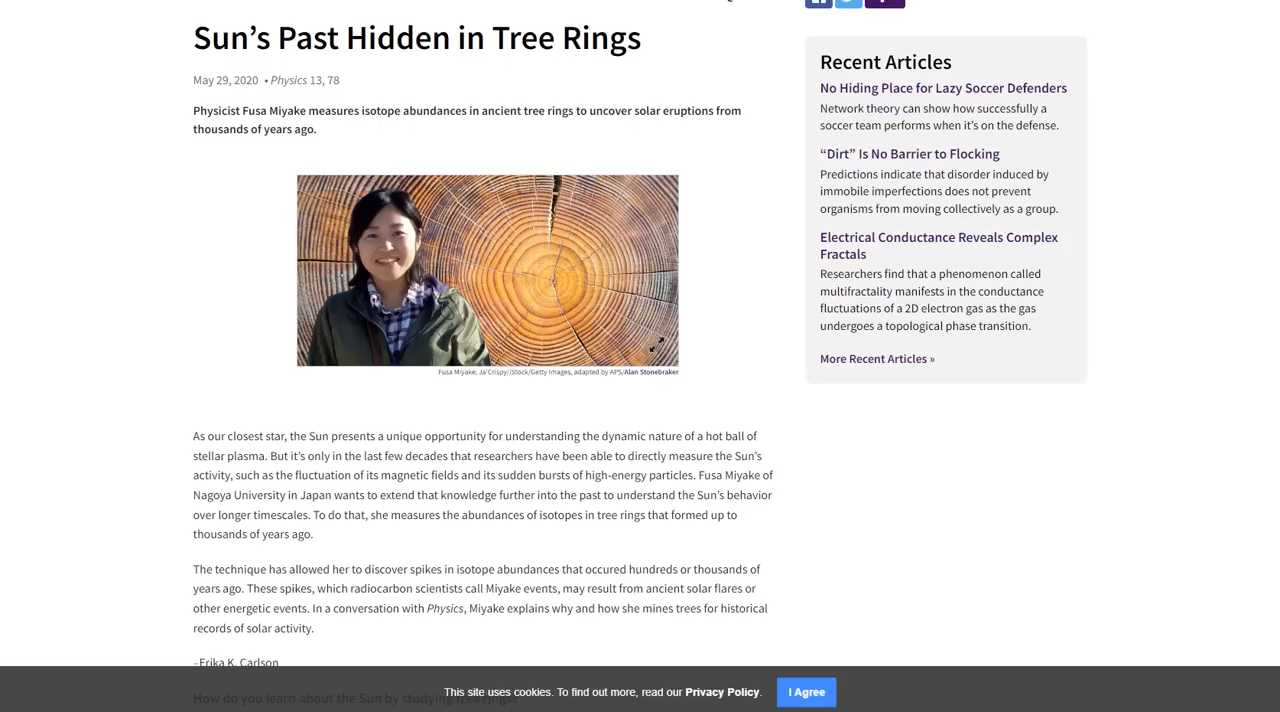 Sun’s Past Hidden in Tree Rings
May 29, 2020 • Physics 13, 78
Physicist Fusa Miyake measures isotope abundances in ancient tree rings to uncover solar eruptions from
thousands of years ago.
Fusa Miyake; Ja'Crispy/iStock/Getty Images, adapted by APS/Alan Stonebraker
As our closest star, the Sun presents a unique opportunity for understanding the dynamic nature of a hot ball of
stellar plasma. But it’s only in the last few decades that researchers have been able to directly measure the Sun’s
activity, such as the fluctuation of its magnetic fields and its sudden bursts of high-energy particles. Fusa Miyake of
Nagoya University in Japan wants to extend that knowledge further into the past to understand the Sun’s behavior
over longer timescales. To do that, she measures the abundances of isotopes in tree rings that formed up to
thousands of years ago.
The technique has allowed her to discover spikes in isotope abundances that occured hundreds or thousands of
years ago. These spikes, which radiocarbon scientists call Miyake events, may result from ancient solar flares or
other energetic events. In a conversation with Physics, Miyake explains why and how she mines trees for historical
records of solar activity.
–Erika K. Carlson
How do you learn about the Sun by studying tree rings?
Recent Articles
No Hiding Place for Lazy Soccer Defenders
Network theory can show how successfully a
soccer team performs when it’s on the defense.
“Dirt” Is No Barrier to Flocking
Predictions indicate that disorder induced by
immobile imperfections does not prevent
organisms from moving collectively as a group.
Electrical Conductance Reveals Complex
Fractals
Researchers find that a phenomenon called
multifractality manifests in the conductance
fluctuations of a 2D electron gas as the gas
undergoes a topological phase transition.
More Recent Articles »
This site uses cookies. To find out more, read our Privacy Policy.
I Agree